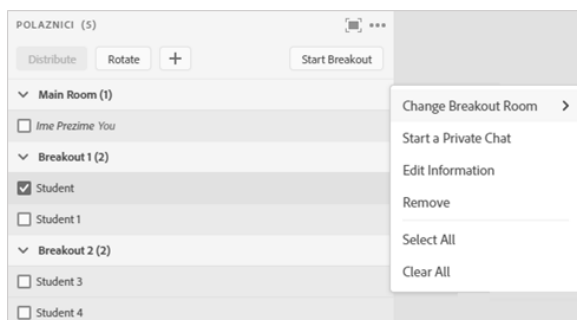 POLAZNICI (5)
Distribute Rotate + Start Breakout
Main Room (1)
Ime Prezime You
Breakout 1 (2)
Student
Student 1
Breakout 2 (2)
Student 3
Student 4
Change Breakout Room
Start a Private Chat
Edit Information
Remove
Select All
Clear All